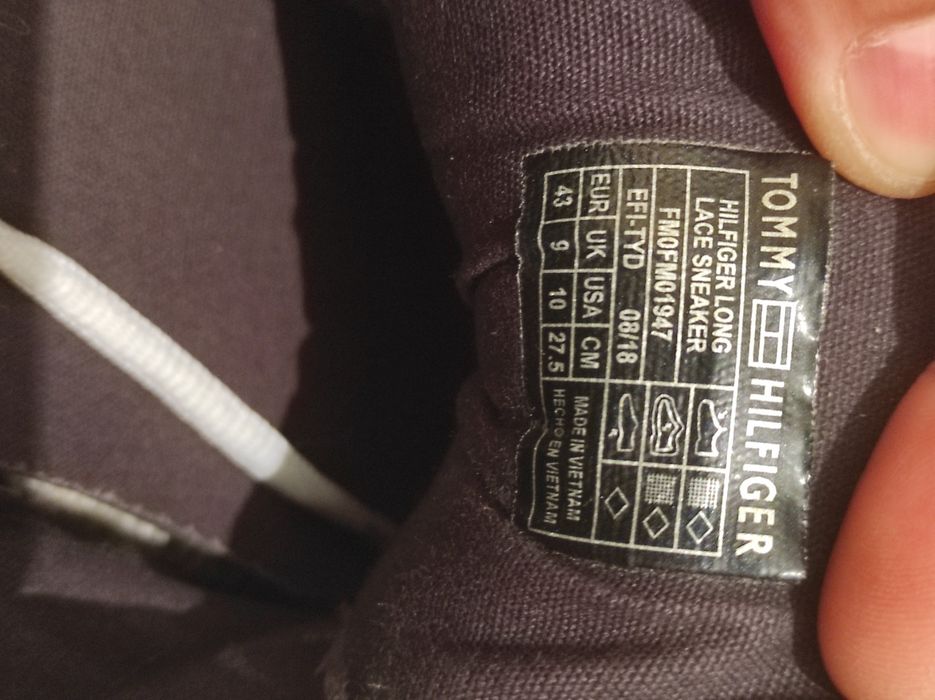 TOMMY HILFIGER
HILFIGER LONG
LACE SNEAKER
FM0FM01947
EFI-TYD 08/18
EUR UK USA CM
43 9 10 27.5
MADE IN VIETNAM
HECHO EN VIETNAM